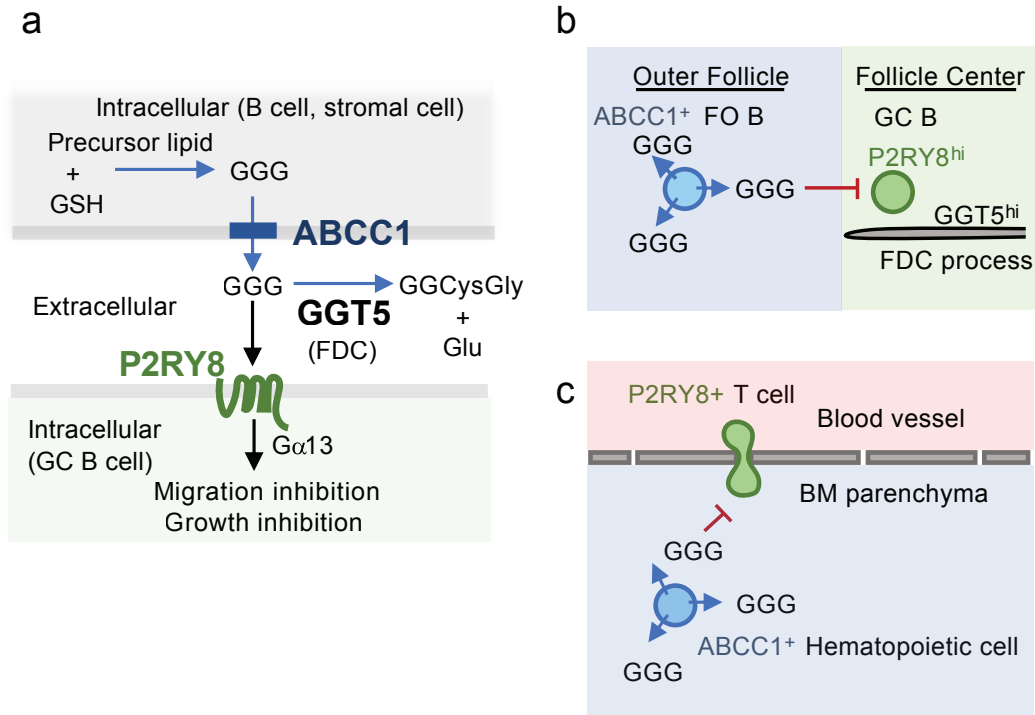 a
Intracellular (B cell, stromal cell)
Precursor lipid
+
GSH
GGG
ABCC1
GGG
GGCysGly
+
Glu
Extracellular
GGT5
(FDC)
P2RY8
Intracellular
(GC B cell)
Gα13
Migration inhibition
Growth inhibition
b
Outer Follicle
ABCC1⁺ FO B
GGG
GGG
GGG
Follicle Center
GC B
P2RY8ʰⁱ
GGT5ʰⁱ
FDC process
c
P2RY8+ T cell
Blood vessel
BM parenchyma
GGG
GGG
ABCC1⁺ Hematopoietic cell
GGG